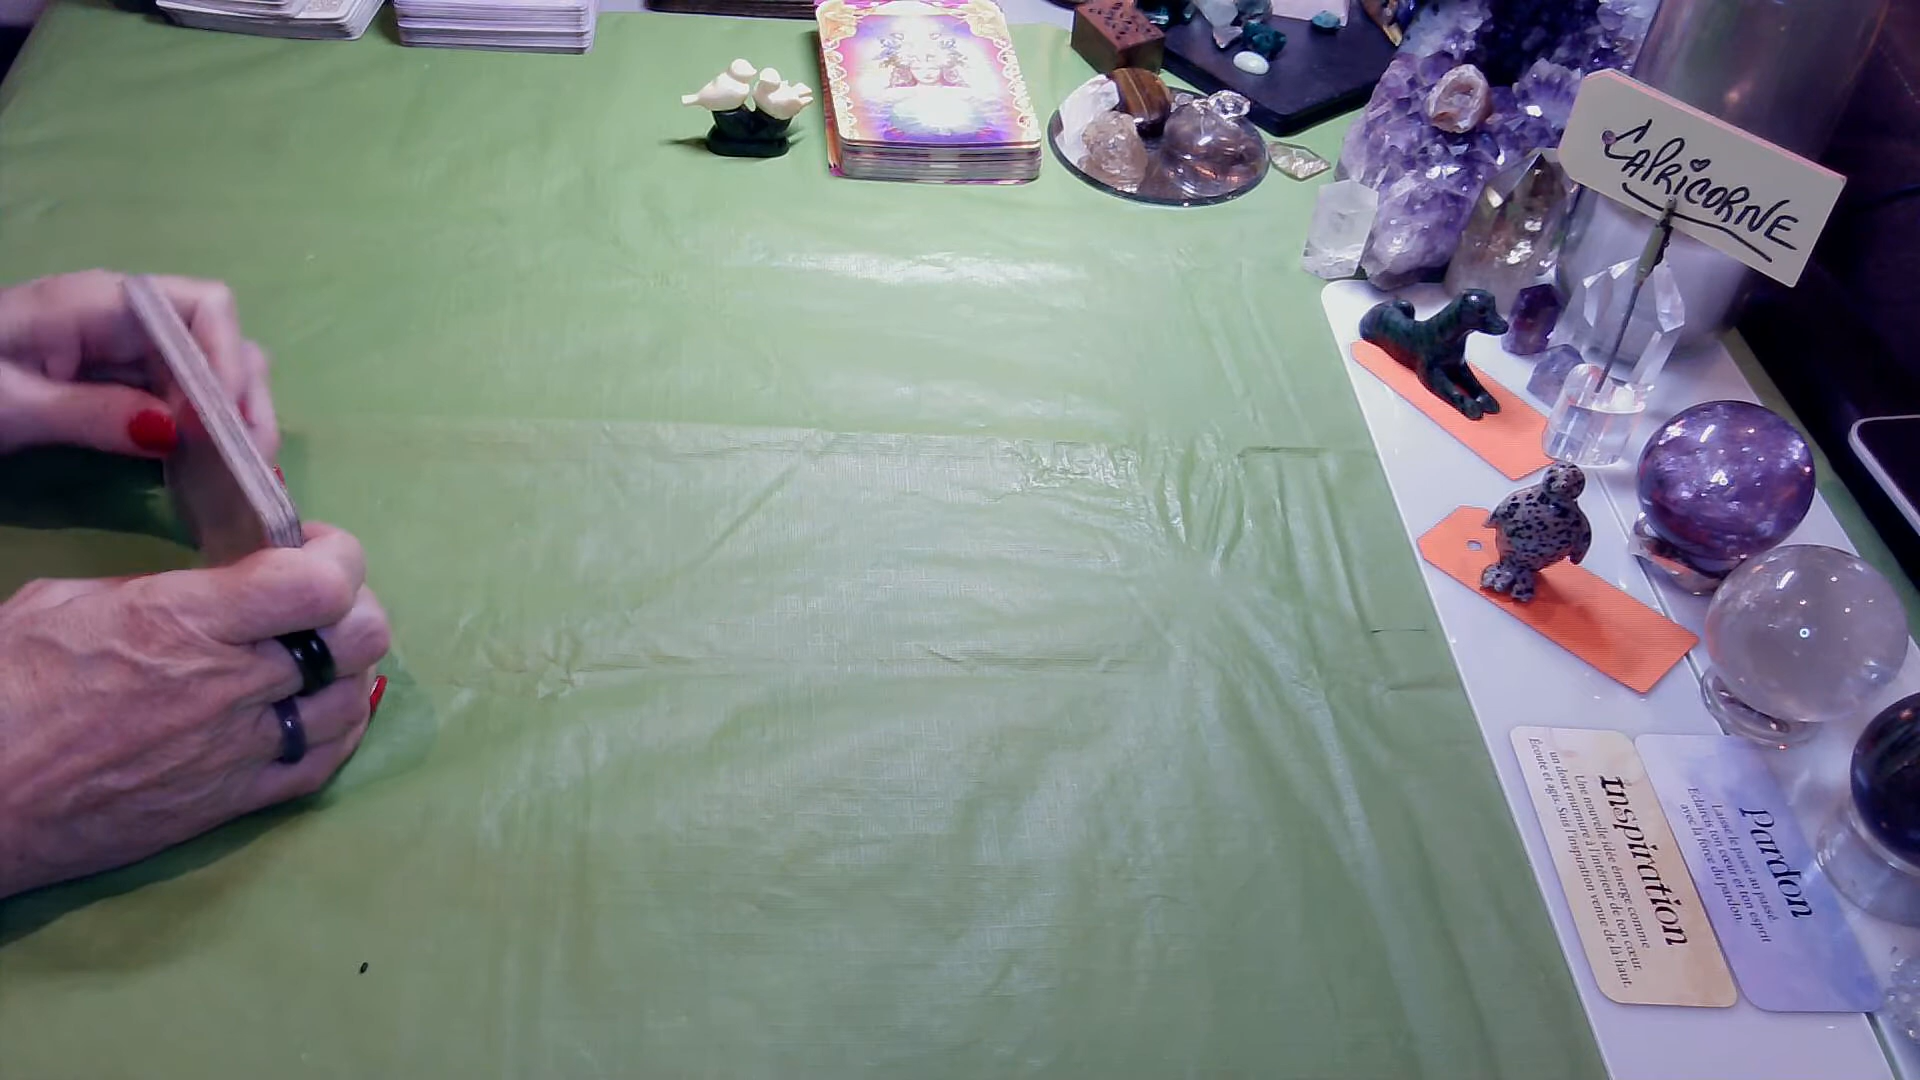 CAPRICORNE
Pardon
Laisse le passé au passé.
Éclaircis ton cœur et ton esprit
avec la force du pardon.
Inspiration
Une nouvelle idée émerge comme
un doux murmure à l'intérieur de ton cœur.
Écoute et agis. Suis l'inspiration venue de là-haut.